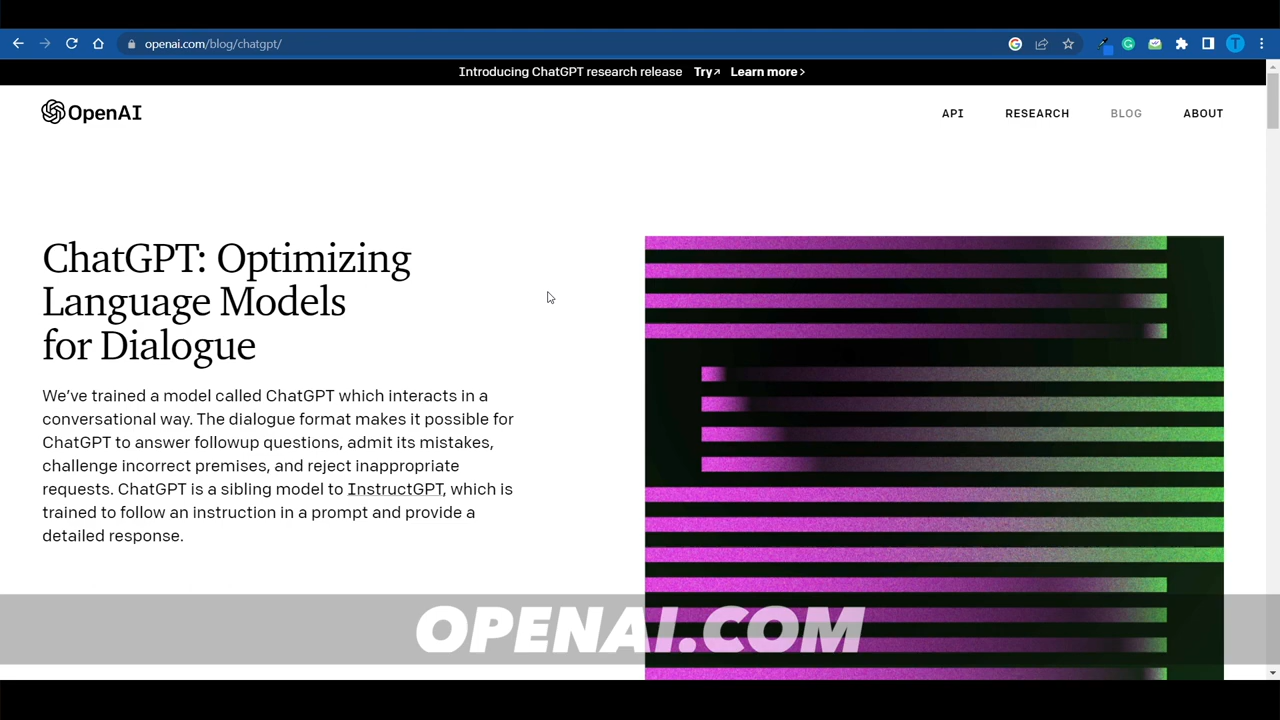 openai.com/blog/chatgpt/
T
Introducing ChatGPT research release Try↗ Learn more >
OpenAI
API RESEARCH BLOG ABOUT
ChatGPT: Optimizing
Language Models
for Dialogue
We’ve trained a model called ChatGPT which interacts in a
conversational way. The dialogue format makes it possible for
ChatGPT to answer followup questions, admit its mistakes,
challenge incorrect premises, and reject inappropriate
requests. ChatGPT is a sibling model to InstructGPT, which is
trained to follow an instruction in a prompt and provide a
detailed response.
OPENAI.COM